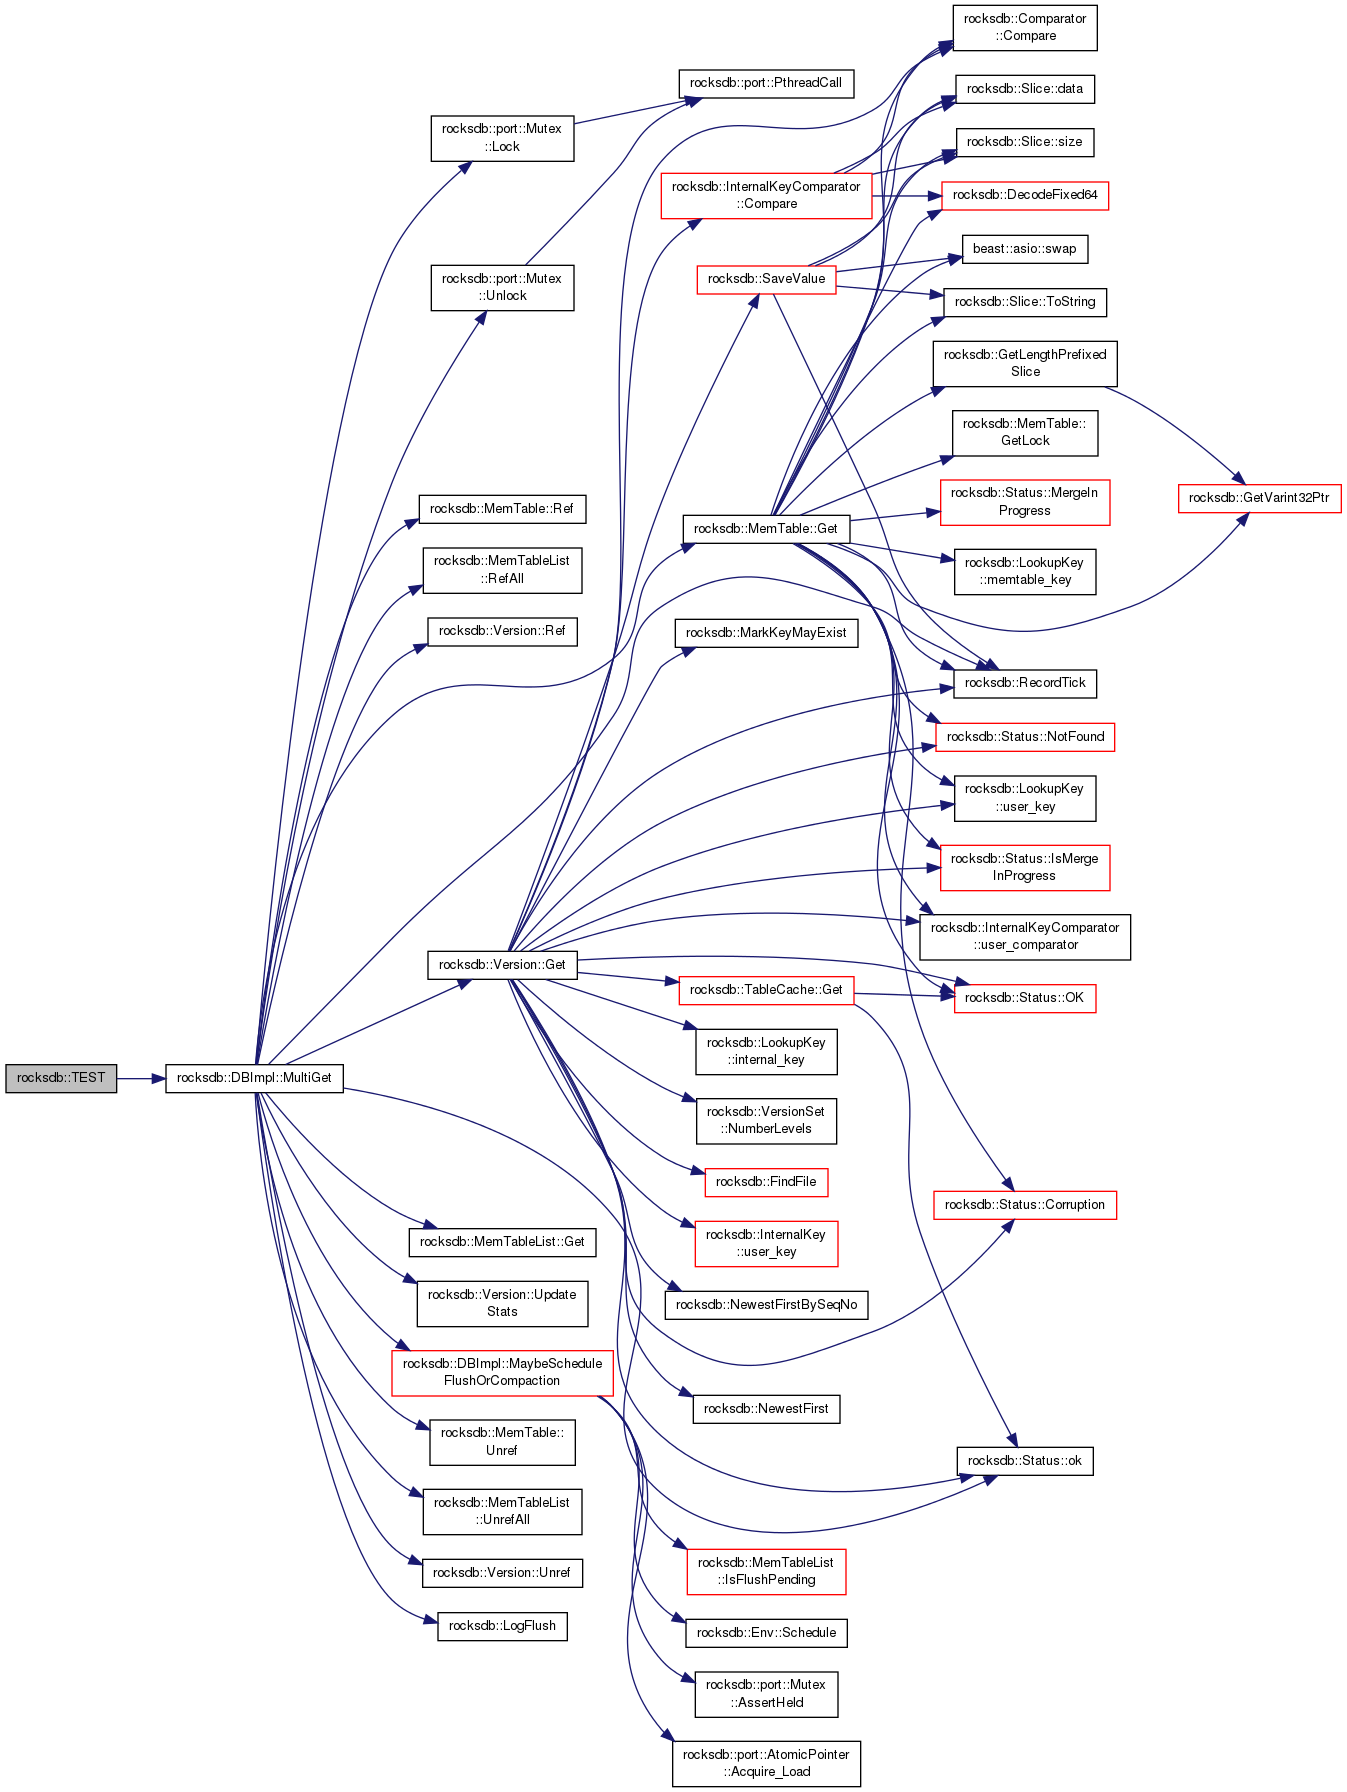 rocksdb::TEST
rocksdb::DBImpl::MultiGet
rocksdb::port::Mutex
::Lock
rocksdb::port::Mutex
::Unlock
rocksdb::MemTable::Ref
rocksdb::MemTableList
::RefAll
rocksdb::Version::Ref
rocksdb::Version::Get
rocksdb::MemTableList::Get
rocksdb::Version::Update
Stats
rocksdb::DBImpl::MaybeSchedule
FlushOrCompaction
rocksdb::MemTable::
Unref
rocksdb::MemTableList
::UnrefAll
rocksdb::Version::Unref
rocksdb::LogFlush
rocksdb::port::PthreadCall
rocksdb::InternalKeyComparator
::Compare
rocksdb::SaveValue
rocksdb::MemTable::Get
rocksdb::MarkKeyMayExist
rocksdb::TableCache::Get
rocksdb::LookupKey
::internal_key
rocksdb::VersionSet
::NumberLevels
rocksdb::FindFile
rocksdb::InternalKey
::user_key
rocksdb::NewestFirstBySeqNo
rocksdb::NewestFirst
rocksdb::MemTableList
::IsFlushPending
rocksdb::Env::Schedule
rocksdb::port::Mutex
::AssertHeld
rocksdb::port::AtomicPointer
::Acquire_Load
rocksdb::Comparator
::Compare
rocksdb::Slice::data
rocksdb::Slice::size
rocksdb::DecodeFixed64
beast::asio::swap
rocksdb::Slice::ToString
rocksdb::GetLengthPrefixed
Slice
rocksdb::MemTable::
GetLock
rocksdb::Status::MergeIn
Progress
rocksdb::LookupKey
::memtable_key
rocksdb::RecordTick
rocksdb::Status::NotFound
rocksdb::LookupKey
::user_key
rocksdb::Status::IsMerge
InProgress
rocksdb::InternalKeyComparator
::user_comparator
rocksdb::Status::OK
rocksdb::Status::Corruption
rocksdb::Status::ok
rocksdb::GetVarint32Ptr